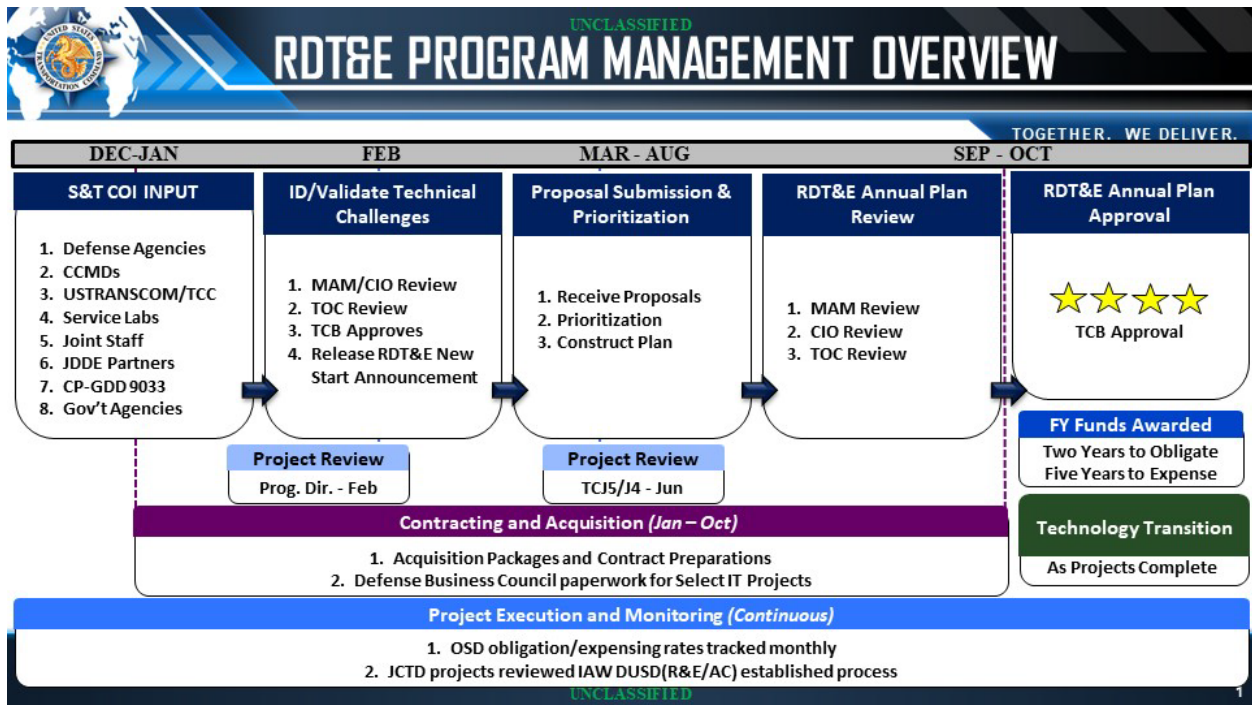 UNCLASSIFIED
UNITED STATES
TRANSPORTATION COMMAND
RDT&E PROGRAM MANAGEMENT OVERVIEW
TOGETHER. WE DELIVER.
DEC-JAN
FEB
MAR - AUG
SEP - OCT
S&T COI INPUT
1. Defense Agencies
2. CCMDs
3. USTRANSCOM/TCC
4. Service Labs
5. Joint Staff
6. JDDE Partners
7. CP-GDD 9033
8. Gov't Agencies
ID/Validate Technical
Challenges
1. MAM/CIO Review
2. TOC Review
3. TCB Approves
4. Release RDT&E New
Start Announcement
Proposal Submission &
Prioritization
1. Receive Proposals
2. Prioritization
3. Construct Plan
RDT&E Annual Plan
Review
1. MAM Review
2. CIO Review
3. TOC Review
RDT&E Annual Plan
Approval
TCB Approval
Project Review
Prog. Dir. - Feb
Project Review
TCJ5/J4 - Jun
FY Funds Awarded
Two Years to Obligate
Five Years to Expense
Contracting and Acquisition (Jan – Oct)
1. Acquisition Packages and Contract Preparations
2. Defense Business Council paperwork for Select IT Projects
Technology Transition
As Projects Complete
Project Execution and Monitoring (Continuous)
1. OSD obligation/expensing rates tracked monthly
2. JCTD projects reviewed IAW DUSD(R&E/AC) established process
UNCLASSIFIED
1